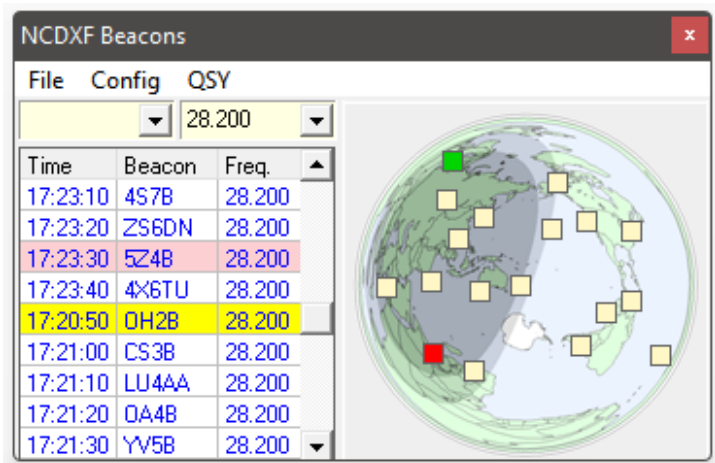 NCDXF Beacons x
File Config QSY
28.200
Time Beacon Freq.
17:23:10 4S7B 28.200
17:23:20 ZS6DN 28.200
17:23:30 5Z4B 28.200
17:23:40 4X6TU 28.200
17:20:50 OH2B 28.200
17:21:00 CS3B 28.200
17:21:10 LU4AA 28.200
17:21:20 OA4B 28.200
17:21:30 YV5B 28.200